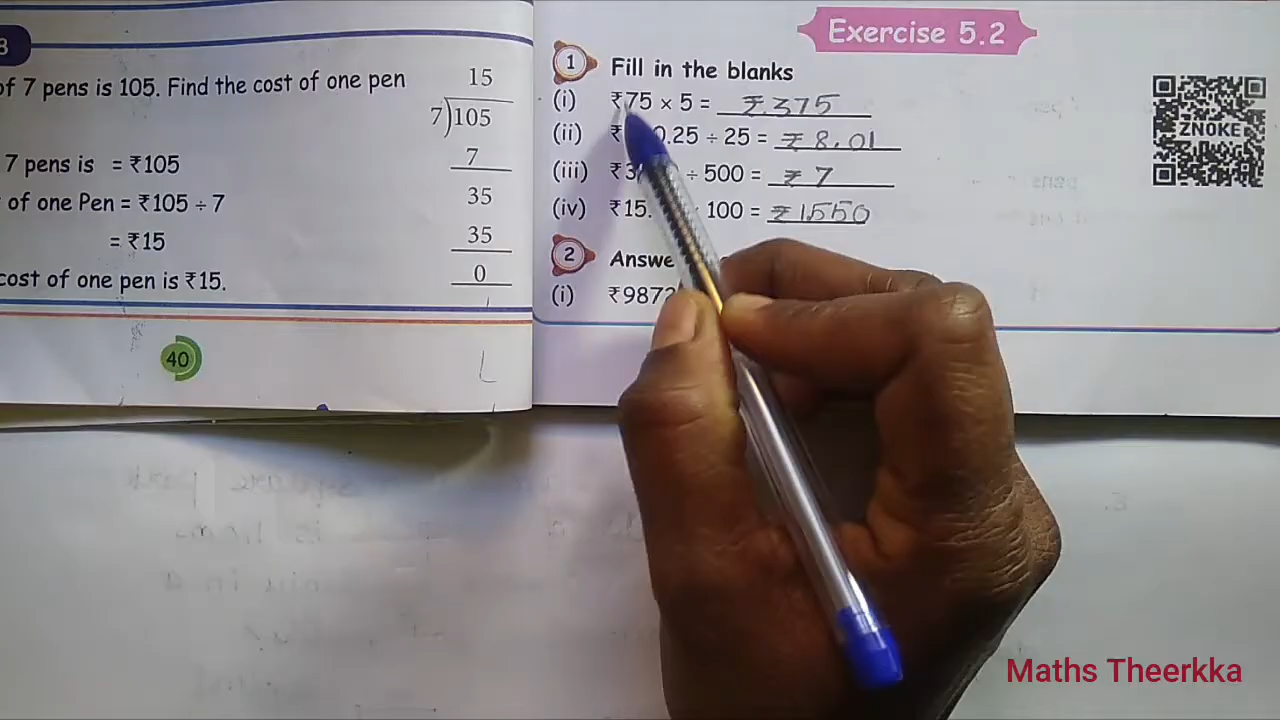 3
of 7 pens is 105. Find the cost of one pen
15
7)105
7
7 pens is = ₹105
35
of one Pen = ₹105 ÷ 7
35
= ₹15
0
cost of one pen is ₹15.
40
Exercise 5.2
1 Fill in the blanks
(i) ₹75 × 5 = ₹.375
(ii) ₹ 0.25 ÷ 25 = ₹ 8.01
(iii) ₹3 ÷ 500 = ₹ 7
(iv) ₹15. 100 = ₹1550
2 Answe
(i) ₹987
ZNOKE
Maths Theerkka